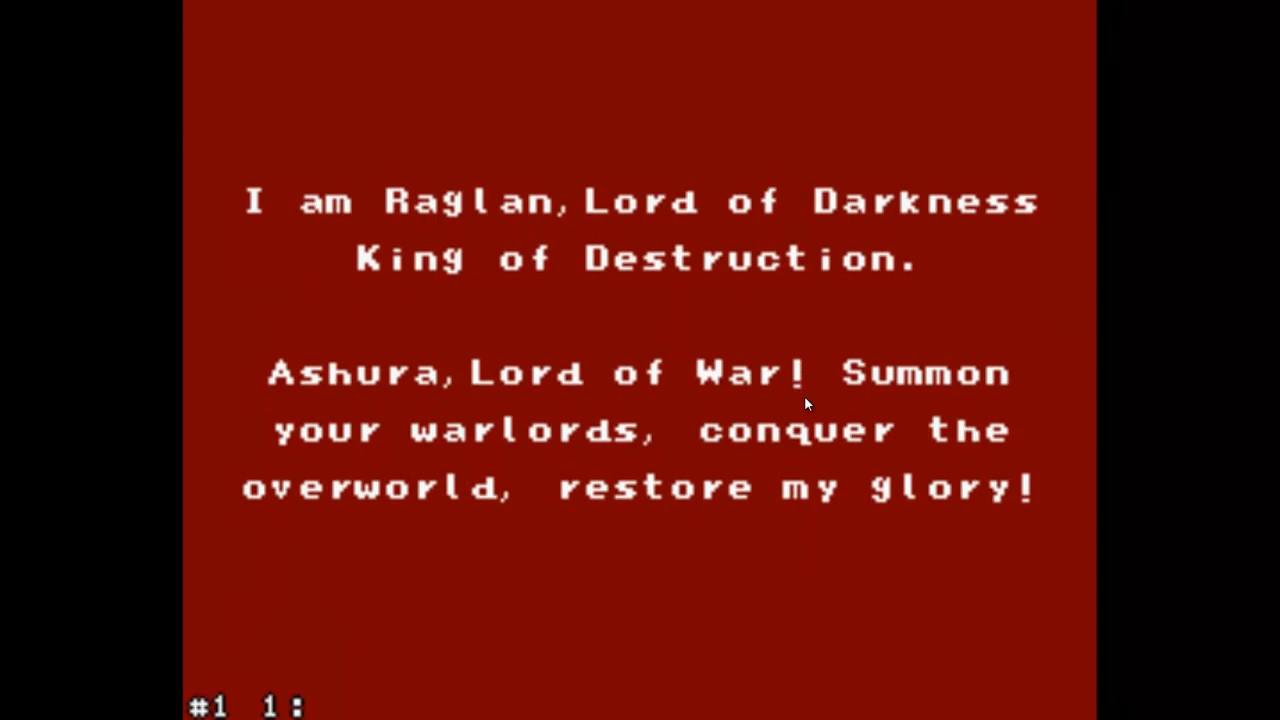 I am Raglan,Lord of Darkness
King of Destruction.
Ashura,Lord of War! Summon
your warlords, conquer the
overworld, restore my glory!
#1 1: